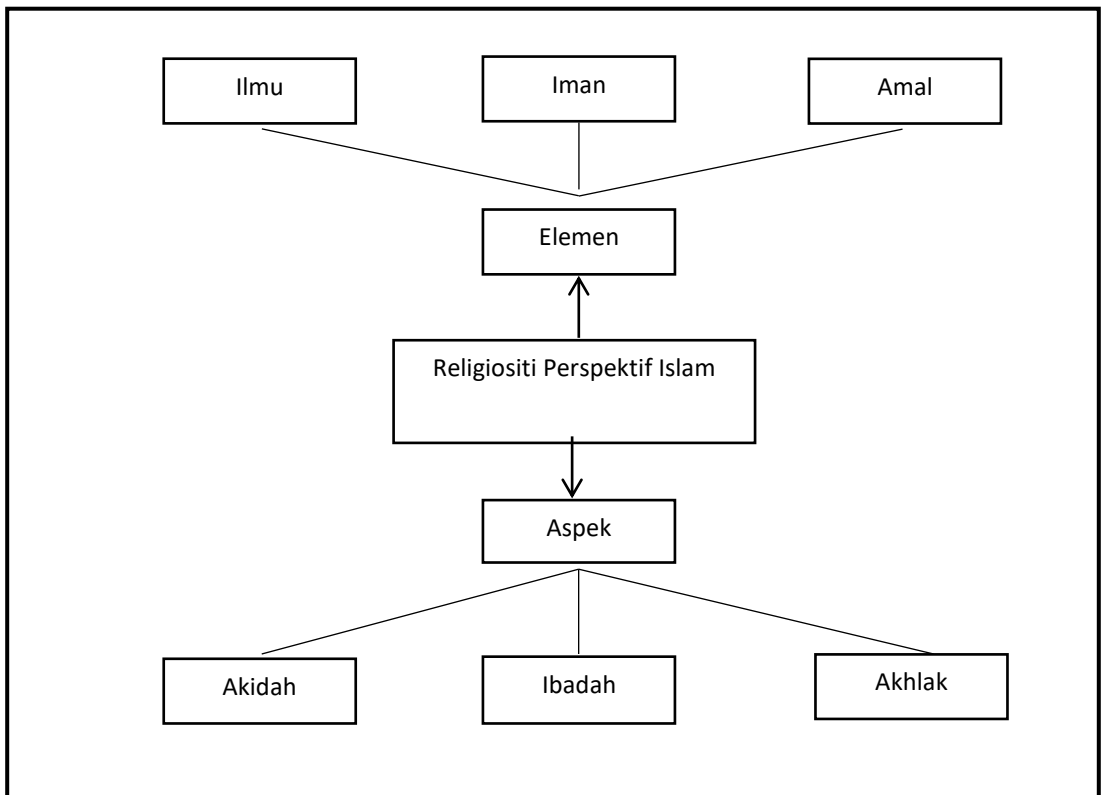 Ilmu
Iman
Amal
Elemen
Religiositi Perspektif Islam
Aspek
Akidah
Ibadah
Akhlak